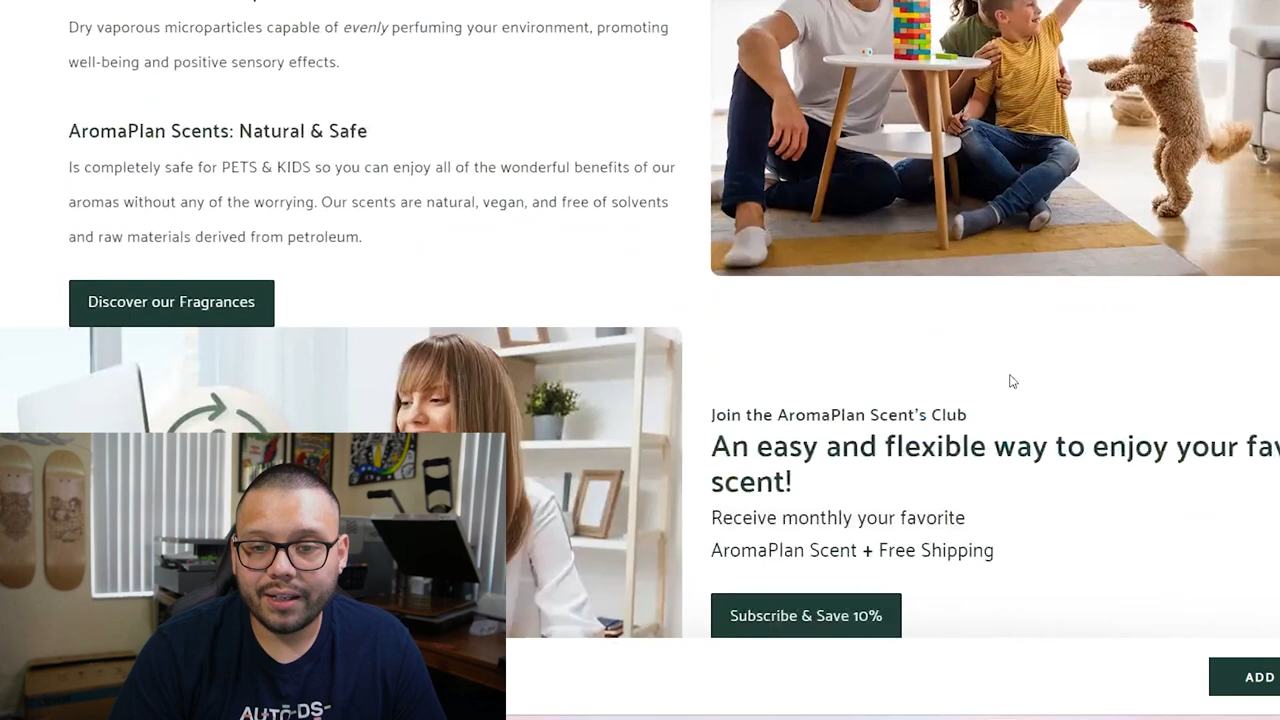 Dry vaporous microparticles capable of evenly perfuming your environment, promoting
well-being and positive sensory effects.
AromaPlan Scents: Natural & Safe
Is completely safe for PETS & KIDS so you can enjoy all of the wonderful benefits of our
aromas without any of the worrying. Our scents are natural, vegan, and free of solvents
and raw materials derived from petroleum.
Discover our Fragrances
Join the AromaPlan Scent's Club
An easy and flexible way to enjoy your fav
scent!
Receive monthly your favorite
AromaPlan Scent + Free Shipping
Subscribe & Save 10%
ADD
AUTO-DS-